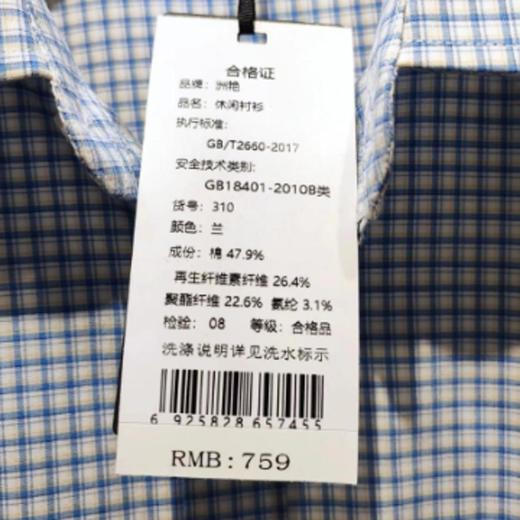 合格证
品牌: 洲艳
品名: 休闲衬衫
执行标准:
GB/T2660-2017
安全技术类别:
GB18401-2010B类
货号: 310
颜色: 兰
成份: 棉 47.9%
再生纤维素纤维 26.4%
聚酯纤维 22.6% 氨纶 3.1%
检验: 08 等级: 合格品
洗涤说明详见洗水标示
6 925828 657455
RMB: 759